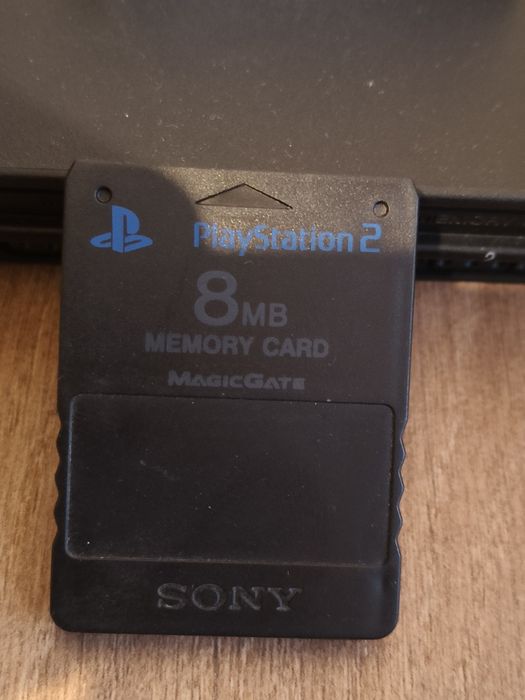 PlayStation 2
8MB
MEMORY CARD
MAGICGATE
SONY